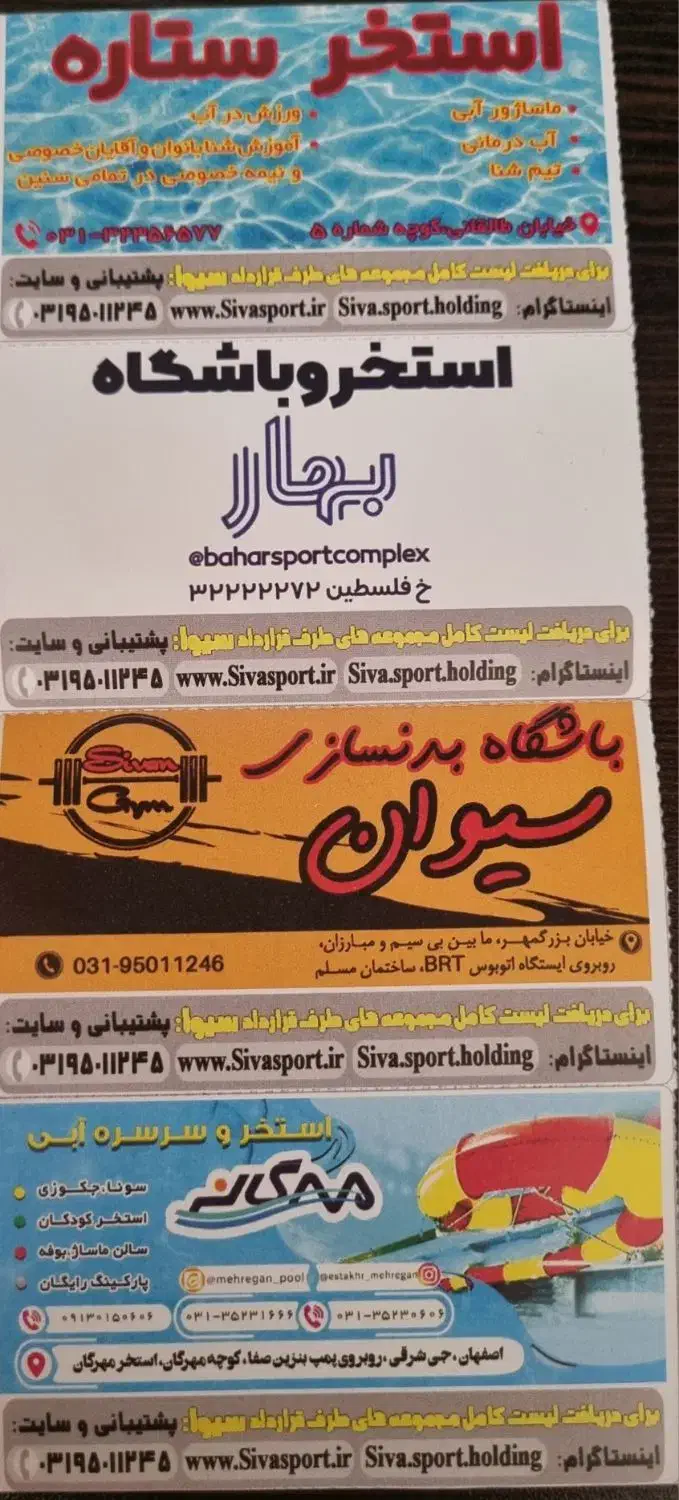 استخر ستاره
• ماساژور آبی
• آب درمانی
• تیم شنا
• ورزش در آب
• آموزش شنا بانوان و آقایان خصوصی
و نیمه خصوصی در تمامی سنین
خیابان طالقانی، کوچه شماره ۵
۰۳۱-۳۲۳۵۶۵۷۷
برای دریافت لیست کامل مجموعه های طرف قرارداد سیوا: پشتیبانی و سایت:
اینستاگرام: Siva.sport.holding www.Sivasport.ir ۰۳۱۹۵۰۱۱۲۴۵
استخر و باشگاه
بهار
@baharsportcomplex
خ فلسطین ۳۲۲۲۲۲۷۲
برای دریافت لیست کامل مجموعه های طرف قرارداد سیوا: پشتیبانی و سایت:
اینستاگرام: Siva.sport.holding www.Sivasport.ir ۰۳۱۹۵۰۱۱۲۴۵
باشگاه بدنسازی
سیوان
Sivan
Gym
خیابان بزرگمهر، ما بین بی سیم و مبارزان،
روبروی ایستگاه اتوبوس BRT، ساختمان مسلم
031-95011246
برای دریافت لیست کامل مجموعه های طرف قرارداد سیوا: پشتیبانی و سایت:
اینستاگرام: Siva.sport.holding www.Sivasport.ir ۰۳۱۹۵۰۱۱۲۴۵
استخر و سرسره آبی
مهرگان
سونا، جکوزی
استخر کودکان
سالن ماساژ، بوفه
پارکینگ رایگان
@mehregan_pool @estakhr_mehregan
۰۹۱۳۰۱۵۰۶۰۶ ۰۳۱-۳۵۲۳۱۶۶۶ ۰۳۱-۳۵۲۳۰۶۰۶
اصفهان، جی شرقی، روبروی پمپ بنزین صفا، کوچه مهرگان، استخر مهرگان
برای دریافت لیست کامل مجموعه های طرف قرارداد سیوا: پشتیبانی و سایت:
اینستاگرام: Siva.sport.holding www.Sivasport.ir ۰۳۱۹۵۰۱۱۲۴۵